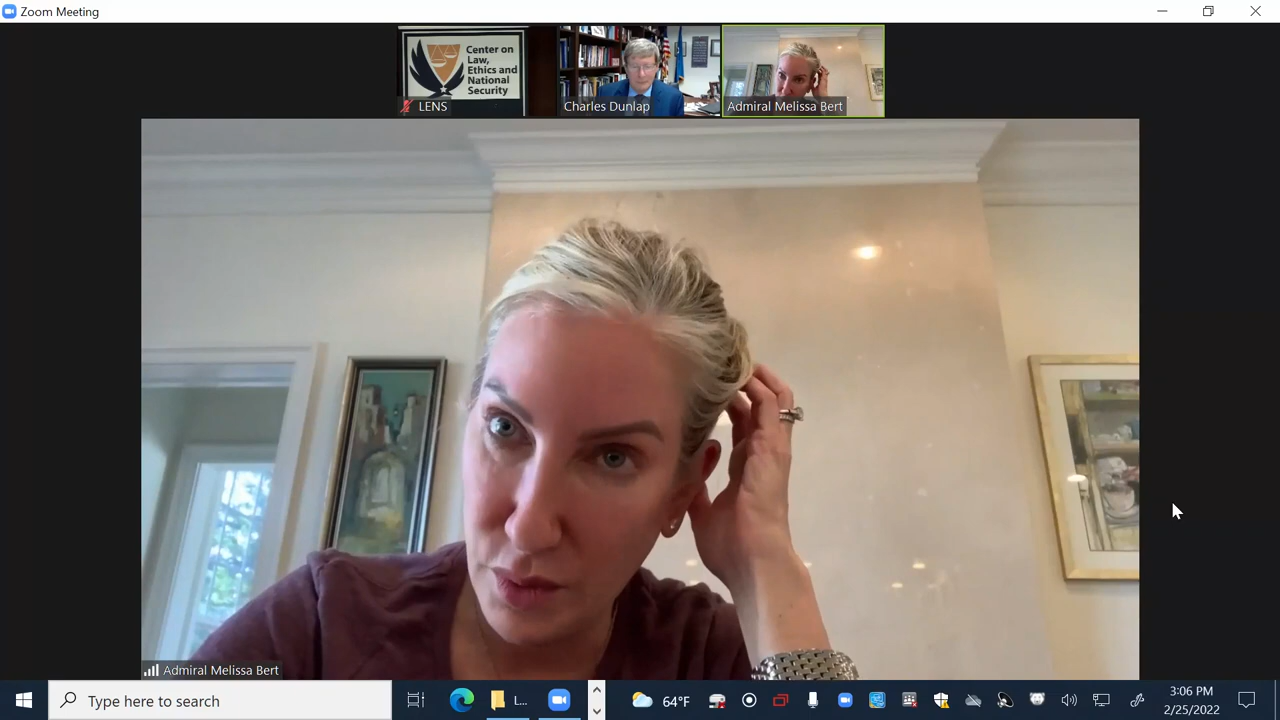 Zoom Meeting
Center on
Law,
Ethics and
National
Security
LENS
Charles Dunlap
Admiral Melissa Bert
Admiral Melissa Bert
Type here to search
L...
64°F
3:06 PM
2/25/2022